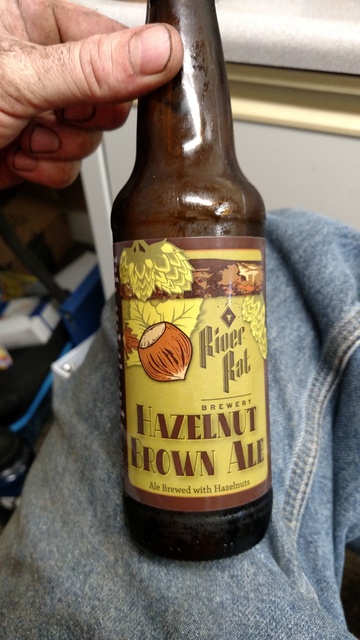 River
Rat
BREWERY
HAZELNUT
BROWN ALE
Ale Brewed with Hazelnuts